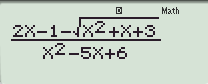 D Math
2X-1-√X²+X+3
X²-5X+6